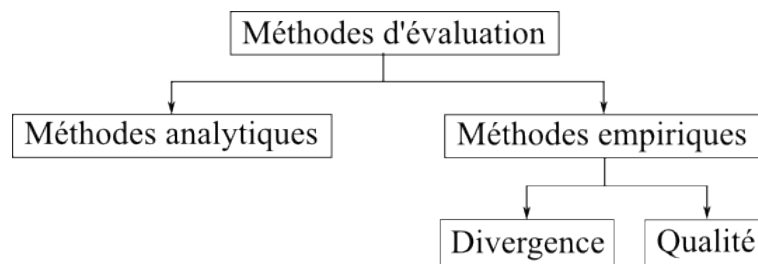 Méthodes d'évaluation
Méthodes analytiques
Méthodes empiriques
Divergence
Qualité